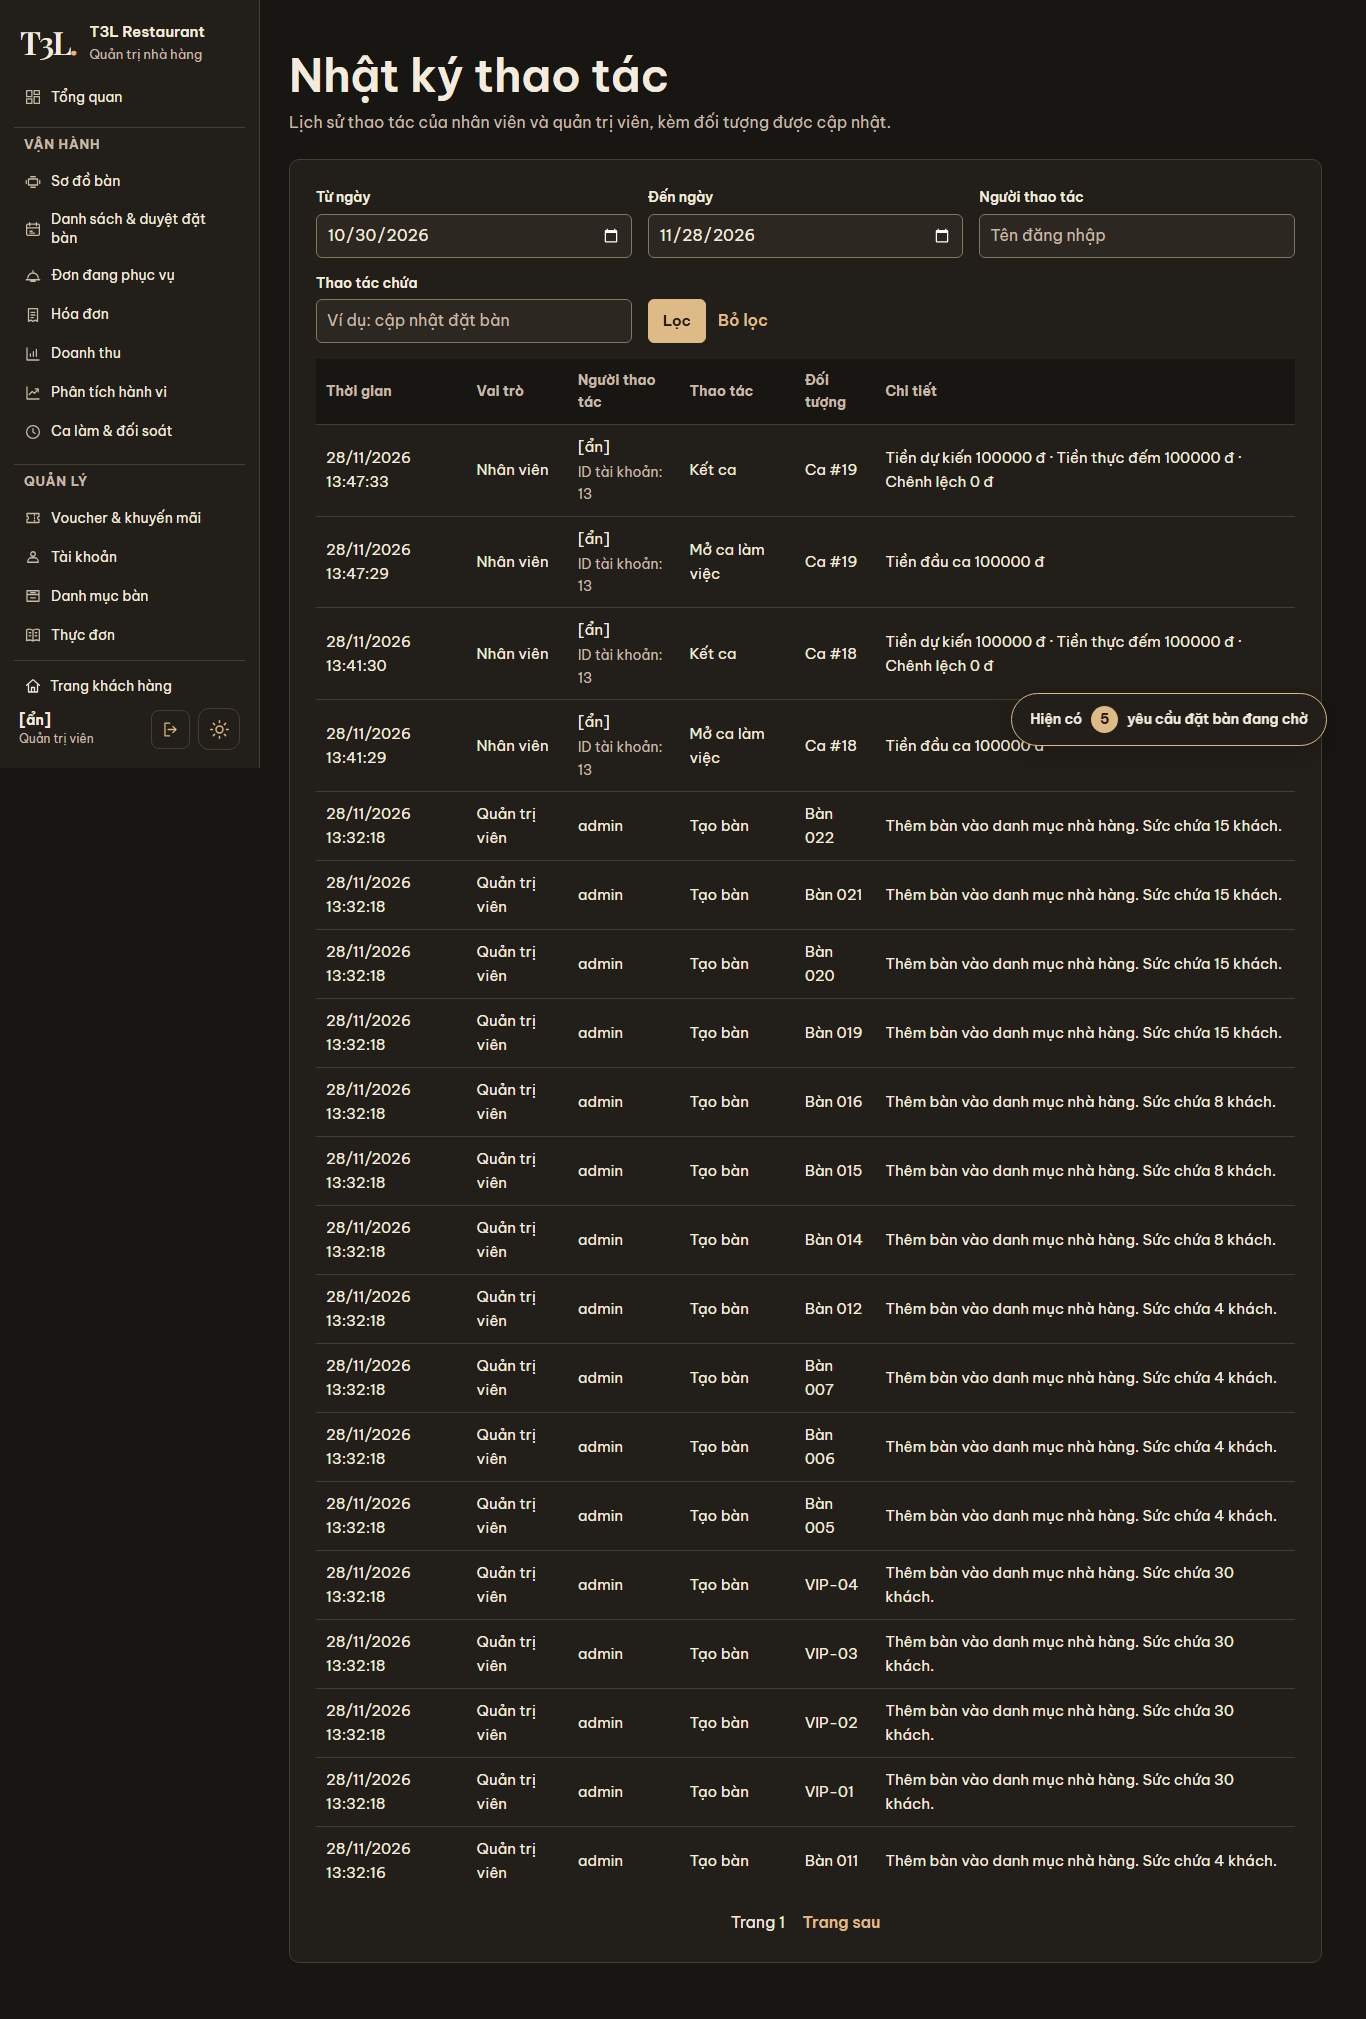 T3L.
T3L Restaurant
Quản trị nhà hàng
Tổng quan
VẬN HÀNH
Sơ đồ bàn
Danh sách & duyệt đặt
bàn
Đơn đang phục vụ
Hóa đơn
Doanh thu
Phân tích hành vi
Ca làm & đối soát
QUẢN LÝ
Voucher & khuyến mãi
Tài khoản
Danh mục bàn
Thực đơn
Trang khách hàng
[ẩn]
Quản trị viên
Nhật ký thao tác
Lịch sử thao tác của nhân viên và quản trị viên, kèm đối tượng được cập nhật.
Từ ngày Đến ngày Người thao tác
10/30/2026 11/28/2026 Tên đăng nhập
Thao tác chứa
Ví dụ: cập nhật đặt bàn Lọc Bỏ lọc
Thời gian Vai trò Người thao tác Thao tác Đối tượng Chi tiết
28/11/2026 13:47:33 Nhân viên [ẩn] ID tài khoản: 13 Kết ca Ca #19 Tiền dự kiến 100000 đ · Tiền thực đếm 100000 đ · Chênh lệch 0 đ
28/11/2026 13:47:29 Nhân viên [ẩn] ID tài khoản: 13 Mở ca làm việc Ca #19 Tiền đầu ca 100000 đ
28/11/2026 13:41:30 Nhân viên [ẩn] ID tài khoản: 13 Kết ca Ca #18 Tiền dự kiến 100000 đ · Tiền thực đếm 100000 đ · Chênh lệch 0 đ
28/11/2026 13:41:29 Nhân viên [ẩn] ID tài khoản: 13 Mở ca làm việc Ca #18 Tiền đầu ca 100000 đ
Hiện có 5 yêu cầu đặt bàn đang chờ
28/11/2026 13:32:18 Quản trị viên admin Tạo bàn Bàn 022 Thêm bàn vào danh mục nhà hàng. Sức chứa 15 khách.
28/11/2026 13:32:18 Quản trị viên admin Tạo bàn Bàn 021 Thêm bàn vào danh mục nhà hàng. Sức chứa 15 khách.
28/11/2026 13:32:18 Quản trị viên admin Tạo bàn Bàn 020 Thêm bàn vào danh mục nhà hàng. Sức chứa 15 khách.
28/11/2026 13:32:18 Quản trị viên admin Tạo bàn Bàn 019 Thêm bàn vào danh mục nhà hàng. Sức chứa 15 khách.
28/11/2026 13:32:18 Quản trị viên admin Tạo bàn Bàn 016 Thêm bàn vào danh mục nhà hàng. Sức chứa 8 khách.
28/11/2026 13:32:18 Quản trị viên admin Tạo bàn Bàn 015 Thêm bàn vào danh mục nhà hàng. Sức chứa 8 khách.
28/11/2026 13:32:18 Quản trị viên admin Tạo bàn Bàn 014 Thêm bàn vào danh mục nhà hàng. Sức chứa 8 khách.
28/11/2026 13:32:18 Quản trị viên admin Tạo bàn Bàn 012 Thêm bàn vào danh mục nhà hàng. Sức chứa 4 khách.
28/11/2026 13:32:18 Quản trị viên admin Tạo bàn Bàn 007 Thêm bàn vào danh mục nhà hàng. Sức chứa 4 khách.
28/11/2026 13:32:18 Quản trị viên admin Tạo bàn Bàn 006 Thêm bàn vào danh mục nhà hàng. Sức chứa 4 khách.
28/11/2026 13:32:18 Quản trị viên admin Tạo bàn Bàn 005 Thêm bàn vào danh mục nhà hàng. Sức chứa 4 khách.
28/11/2026 13:32:18 Quản trị viên admin Tạo bàn VIP-04 Thêm bàn vào danh mục nhà hàng. Sức chứa 30 khách.
28/11/2026 13:32:18 Quản trị viên admin Tạo bàn VIP-03 Thêm bàn vào danh mục nhà hàng. Sức chứa 30 khách.
28/11/2026 13:32:18 Quản trị viên admin Tạo bàn VIP-02 Thêm bàn vào danh mục nhà hàng. Sức chứa 30 khách.
28/11/2026 13:32:18 Quản trị viên admin Tạo bàn VIP-01 Thêm bàn vào danh mục nhà hàng. Sức chứa 30 khách.
28/11/2026 13:32:16 Quản trị viên admin Tạo bàn Bàn 011 Thêm bàn vào danh mục nhà hàng. Sức chứa 4 khách.
Trang 1 Trang sau